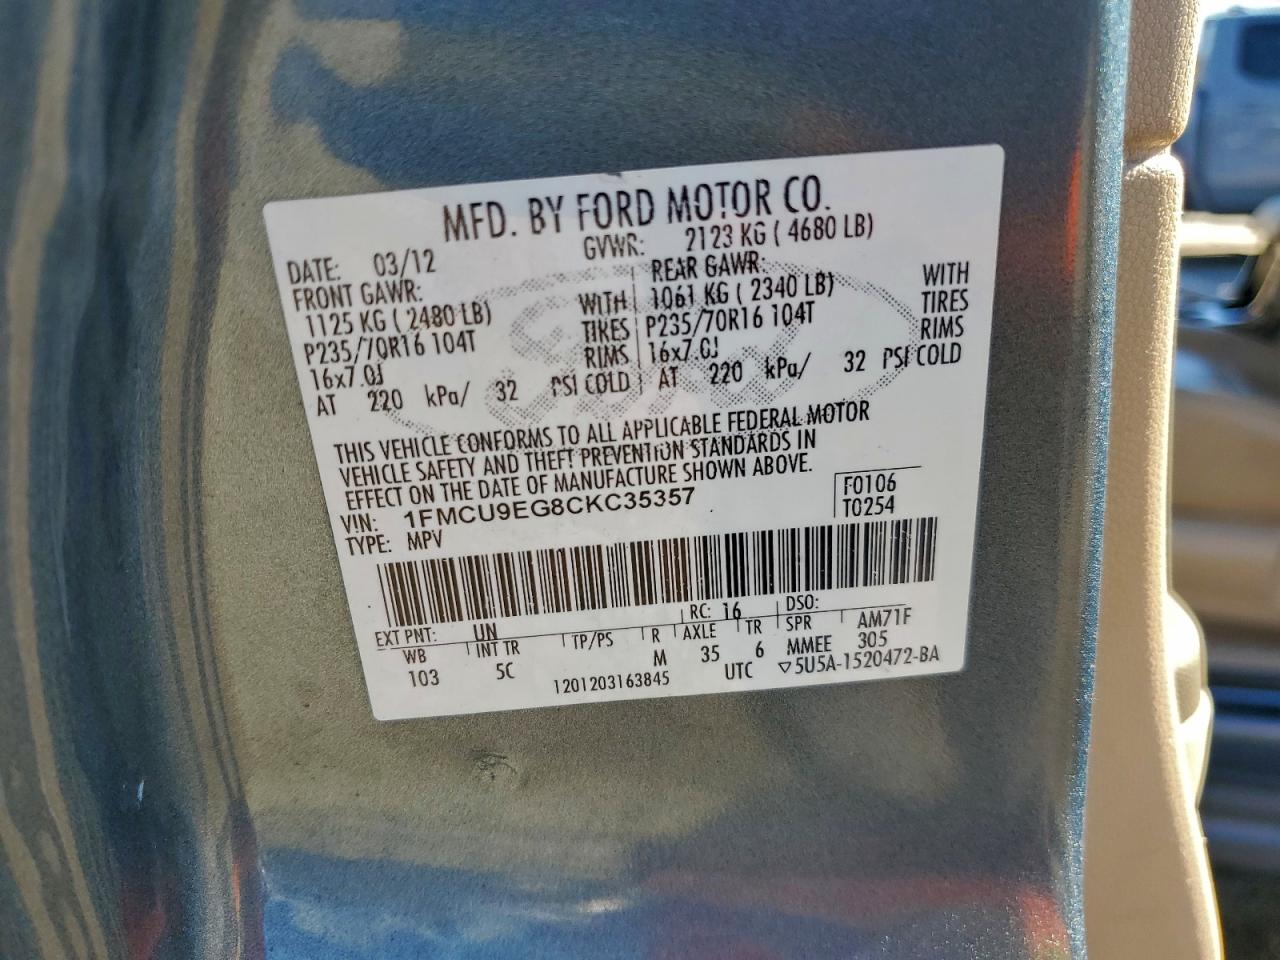 MFD. BY FORD MOTOR CO.
DATE: 03/12 GVWR: 2123 KG ( 4680 LB)
FRONT GAWR: REAR GAWR:
1125 KG ( 2480 LB) WITH 1061 KG ( 2340 LB) WITH
P235/70R16 104T TIRES P235/70R16 104T TIRES
16x7.0J RIMS 16x7.0J RIMS
AT 220 kPa/ 32 PSI COLD AT 220 kPa/ 32 PSI COLD
THIS VEHICLE CONFORMS TO ALL APPLICABLE FEDERAL MOTOR
VEHICLE SAFETY AND THEFT PREVENTION STANDARDS IN
EFFECT ON THE DATE OF MANUFACTURE SHOWN ABOVE.
VIN: 1FMCU9EG8CKC35357 F0106
TYPE: MPV T0254
EXT PNT: UN RC: 16 DSO:
WB INT TR TP/PS R AXLE TR SPR AM71F
103 5C M 35 6 MMEE 305
1201203163845 UTC ▽5U5A-1520472-BA